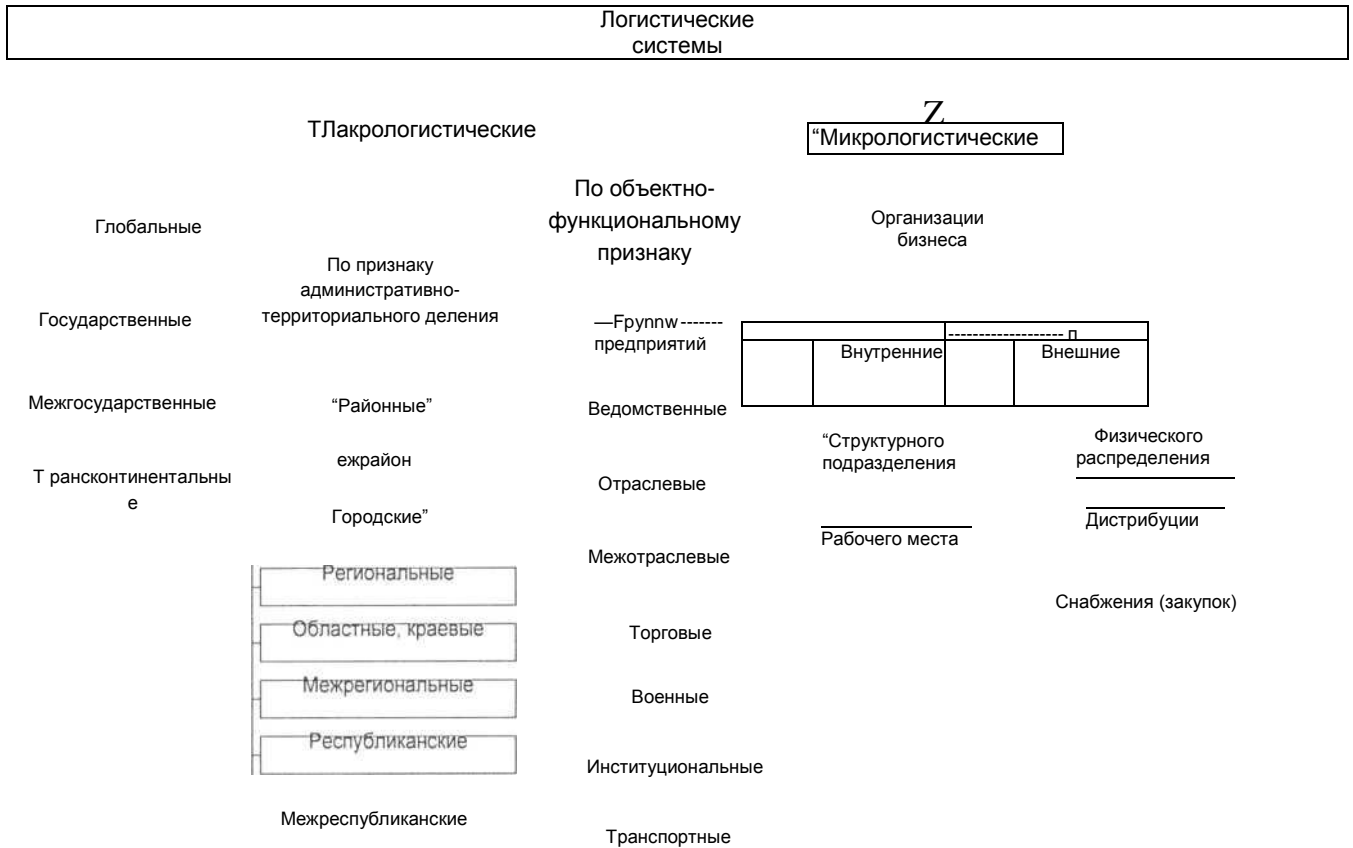 Логистические
системы
ТЛакрологистические
Z
“Микрологистические
Глобальные
Государственные
Межгосударственные
Т рансконтинентальны
е
По признаку
административно-
территориального деления
“Районные”
ежрайон
Городские”
Региональные
Областные, краевые
Межрегиональные
Республиканские
Межреспубликанские
По объектно-
функциональному
признаку
—Fpynnw -------
предприятий
Ведомственные
Отраслевые
Межотраслевые
Торговые
Военные
Институциональные
Транспортные
Организации
бизнеса
------------------- п
Внутренние
Внешние
“Структурного
подразделения
Рабочего места
Физического
распределения
Дистрибуции
Снабжения (закупок)